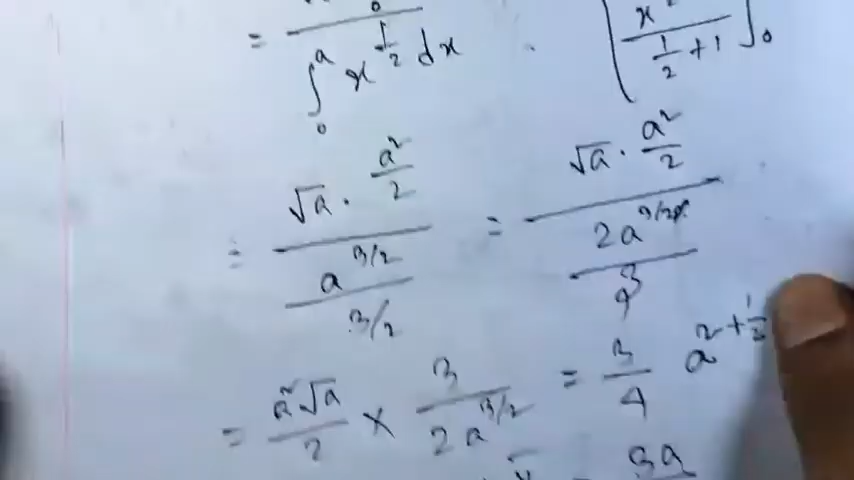 = ∫₀ᵃ x^(1/2) dx . [x / (1/2 + 1)]₀
= (√a · a²/2) / (a^(3/2) / 3/2) = (√a · a²/2) / (2a^(3/2) / 3)
= a²√a / 2 × 3 / 2a^(3/2) = 3/4 a^(2+1/2)
= 3a